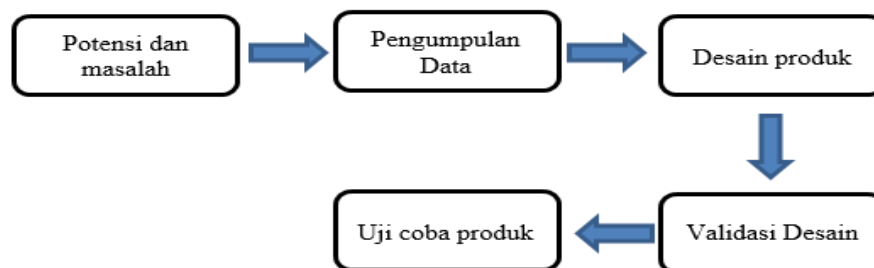 Potensi dan
masalah
Pengumpulan
Data
Desain produk
Validasi Desain
Uji coba produk